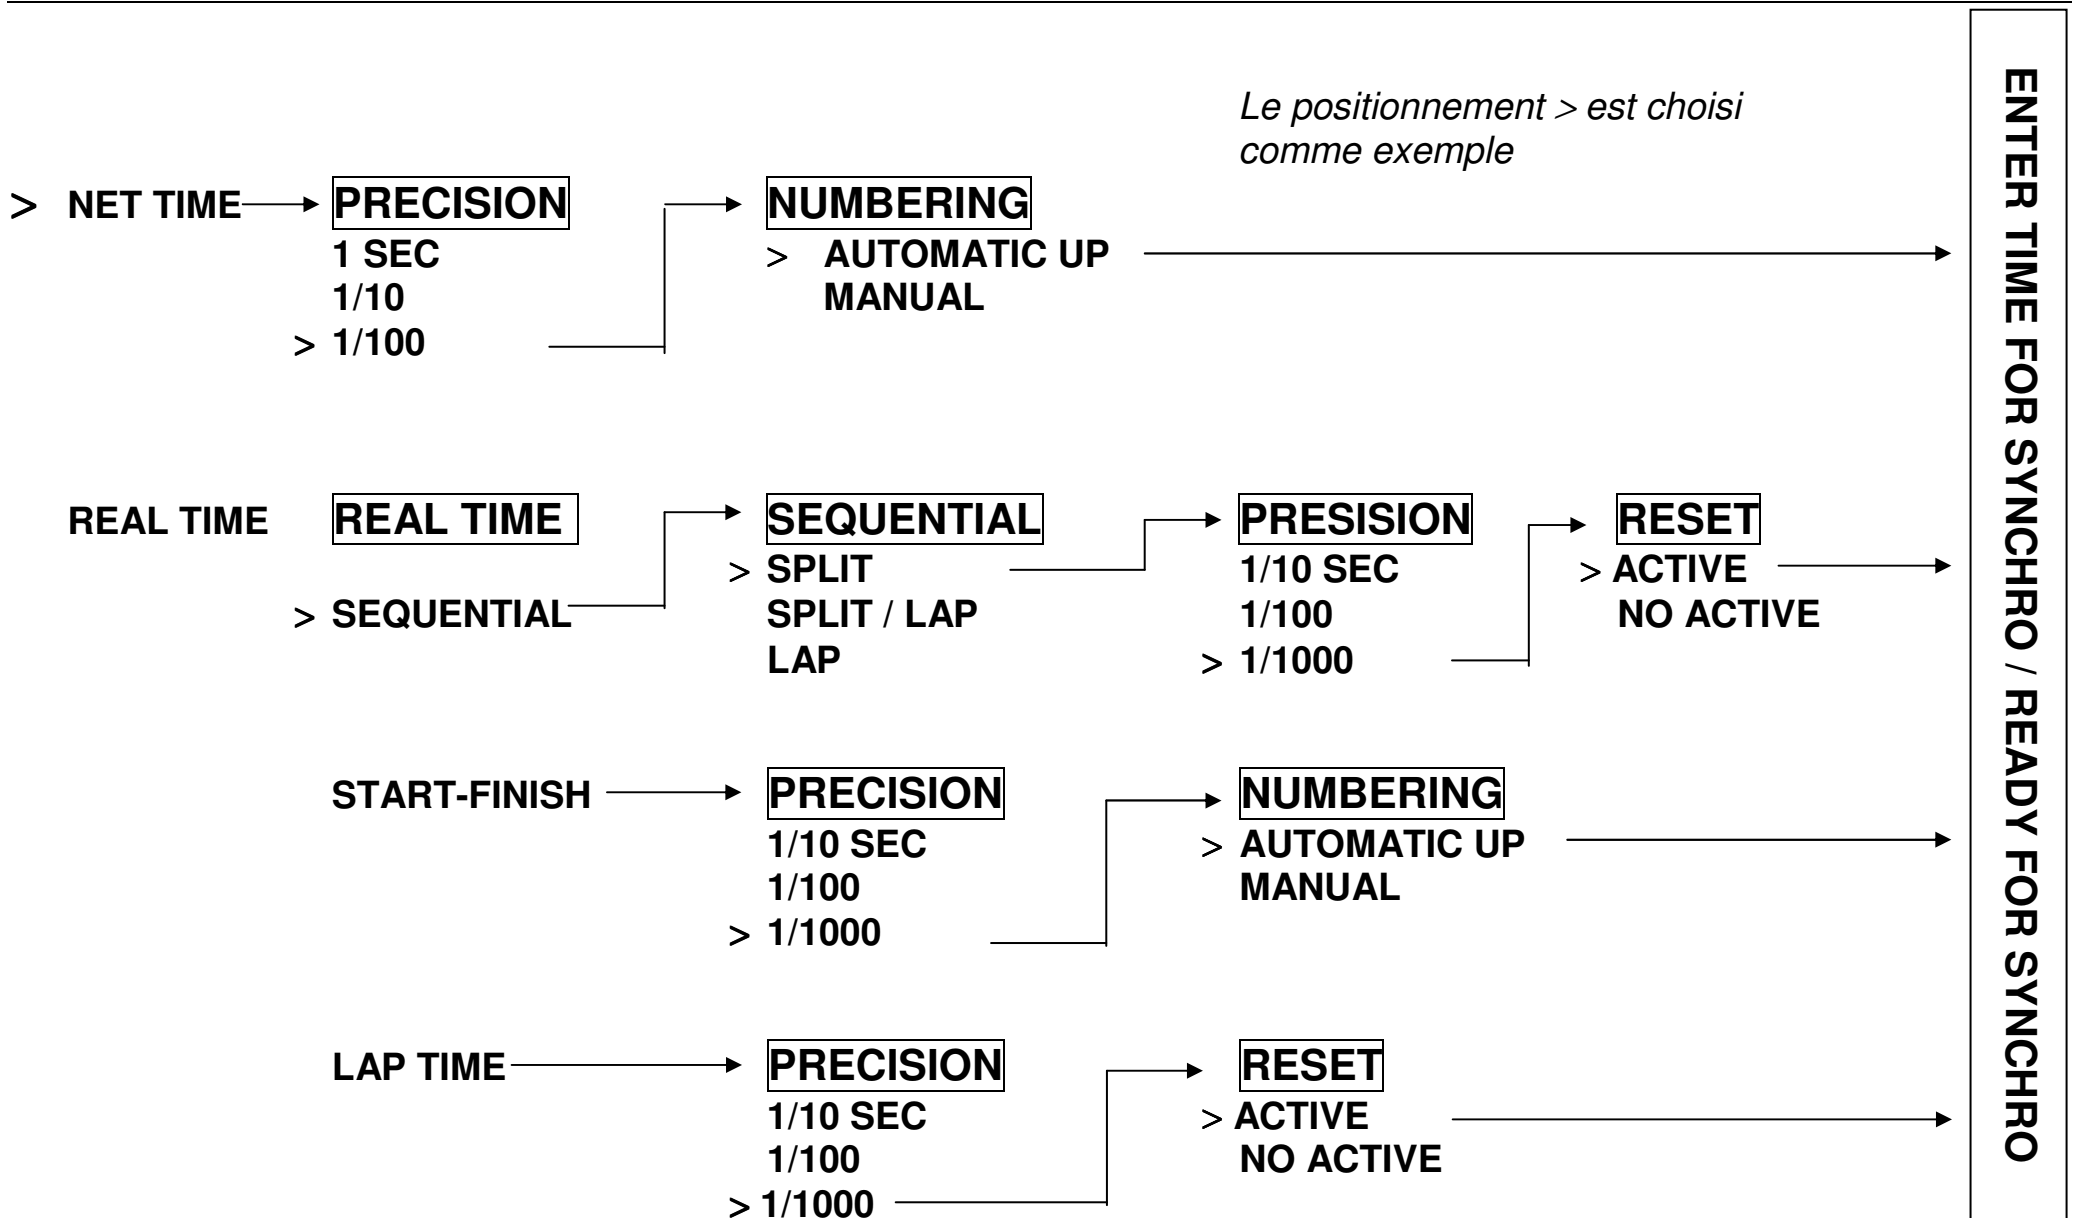 Le positionnement > est choisi
comme exemple
> NET TIME PRECISION NUMBERING
1 SEC > AUTOMATIC UP
1/10 MANUAL
> 1/100
REAL TIME REAL TIME SEQUENTIAL PRESISION RESET
> SPLIT 1/10 SEC > ACTIVE
> SEQUENTIAL SPLIT / LAP 1/100 NO ACTIVE
LAP > 1/1000
START-FINISH PRECISION NUMBERING
1/10 SEC > AUTOMATIC UP
1/100 MANUAL
> 1/1000
LAP TIME PRECISION RESET
1/10 SEC > ACTIVE
1/100 NO ACTIVE
> 1/1000
ENTER TIME FOR SYNCHRO / READY FOR SYNCHRO